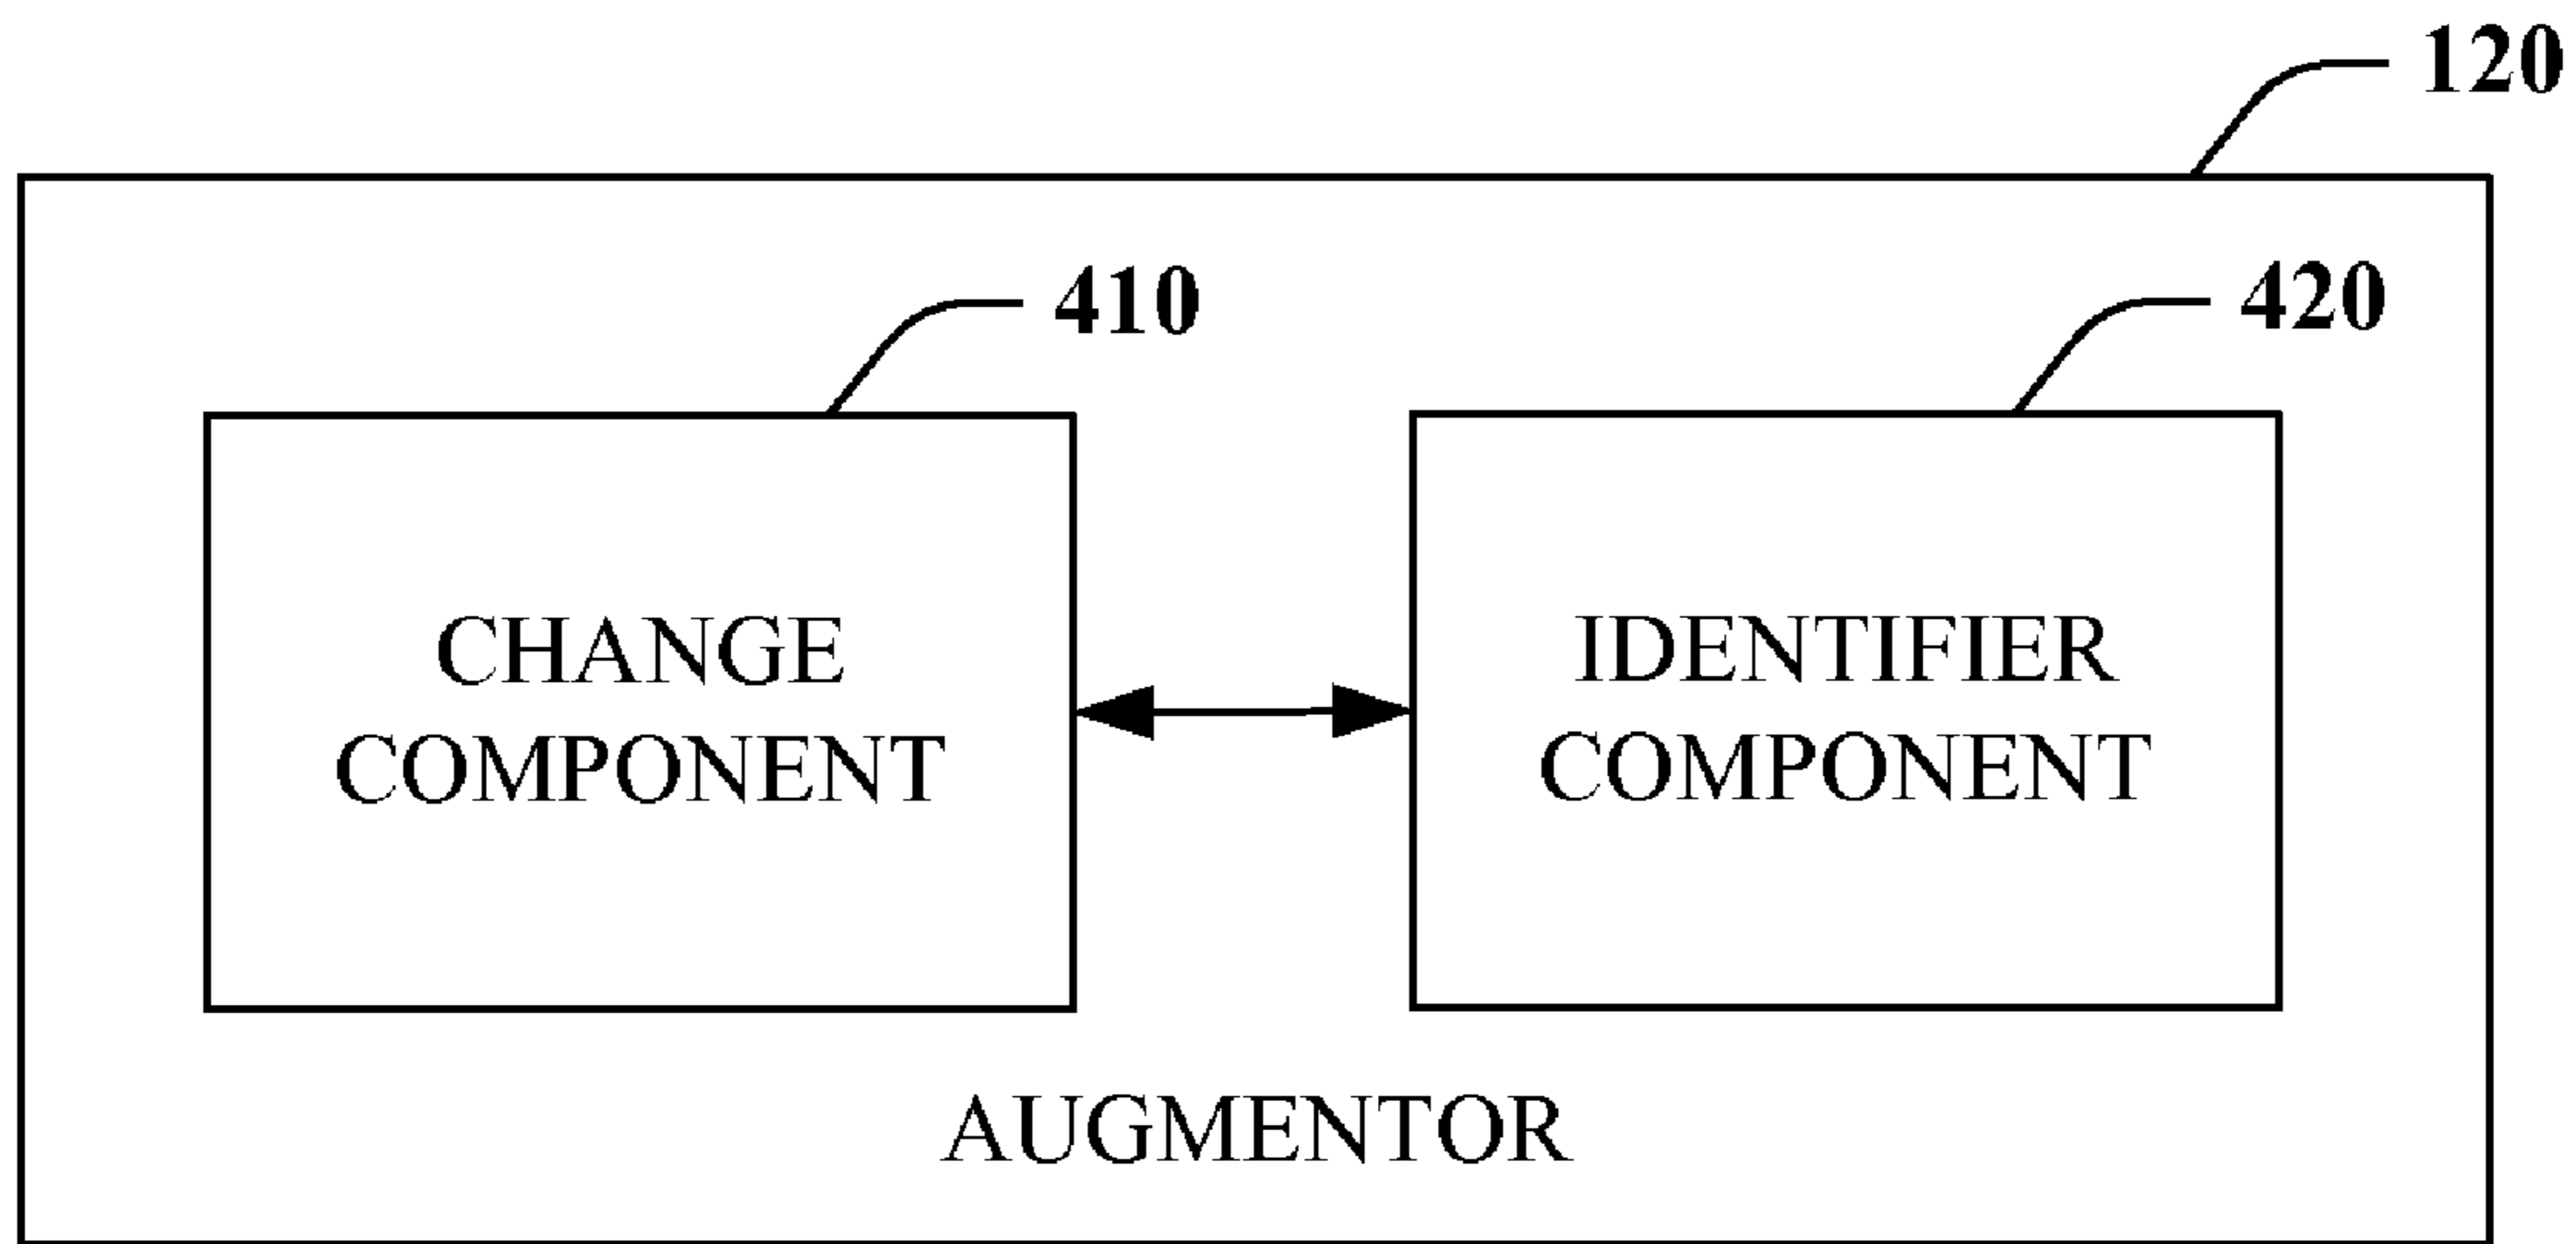 120
410
420
CHANGE
COMPONENT
IDENTIFIER
COMPONENT
AUGMENTOR